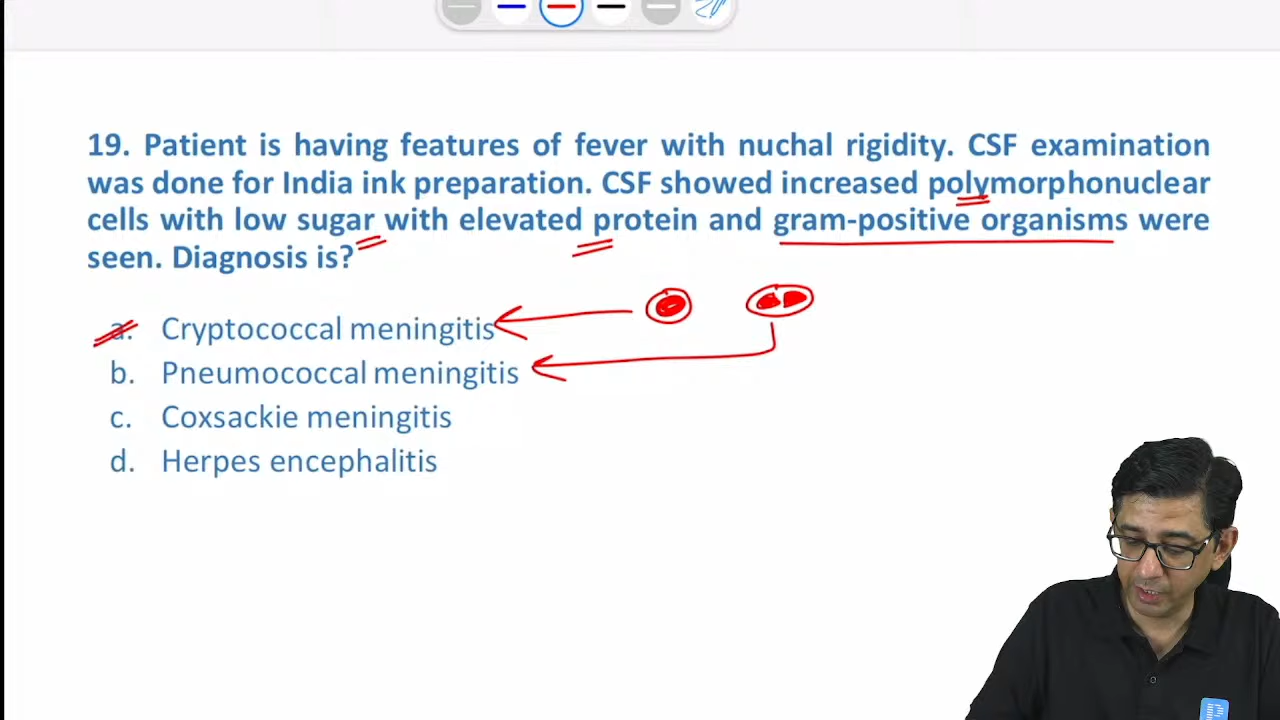 19. Patient is having features of fever with nuchal rigidity. CSF examination
was done for India ink preparation. CSF showed increased polymorphonuclear
cells with low sugar with elevated protein and gram-positive organisms were
seen. Diagnosis is?
a. Cryptococcal meningitis
b. Pneumococcal meningitis
c. Coxsackie meningitis
d. Herpes encephalitis